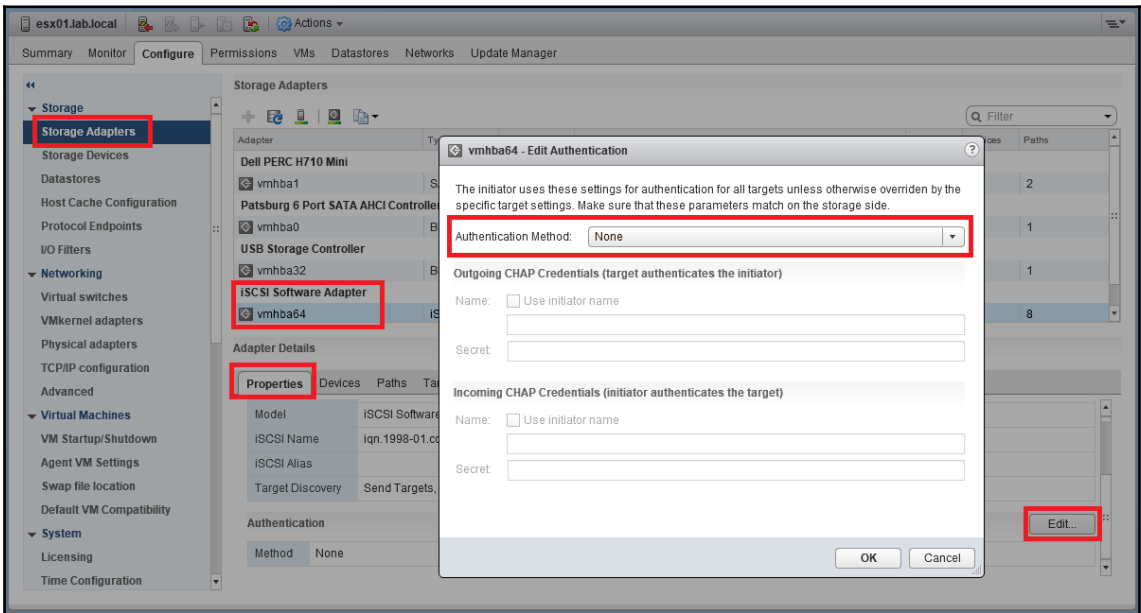 esx01.lab.local Actions
Summary Monitor Configure Permissions VMs Datastores Networks Update Manager
Storage
Storage Adapters
Storage Devices
Datastores
Host Cache Configuration
Protocol Endpoints
I/O Filters
Networking
Virtual switches
VMkernel adapters
Physical adapters
TCP/IP configuration
Advanced
Virtual Machines
VM Startup/Shutdown
Agent VM Settings
Swap file location
Default VM Compatibility
System
Licensing
Time Configuration
Storage Adapters
Filter
Adapter Paths
Dell PERC H710 Mini
vmhba1 2
Patsburg 6 Port SATA AHCI Controller
vmhba0 1
USB Storage Controller
vmhba32 1
iSCSI Software Adapter
vmhba64 8
Adapter Details
Properties Devices Paths
Model iSCSI Software
iSCSI Name iqn.1998-01.co
iSCSI Alias
Target Discovery Send Targets,
Authentication
Edit...
Method None
vmhba64 - Edit Authentication ?
The initiator uses these settings for authentication for all targets unless otherwise overriden by the
specific target settings. Make sure that these parameters match on the storage side.
Authentication Method: None
Outgoing CHAP Credentials (target authenticates the initiator)
Name: Use initiator name
Secret:
Incoming CHAP Credentials (initiator authenticates the target)
Name: Use initiator name
Secret:
OK Cancel